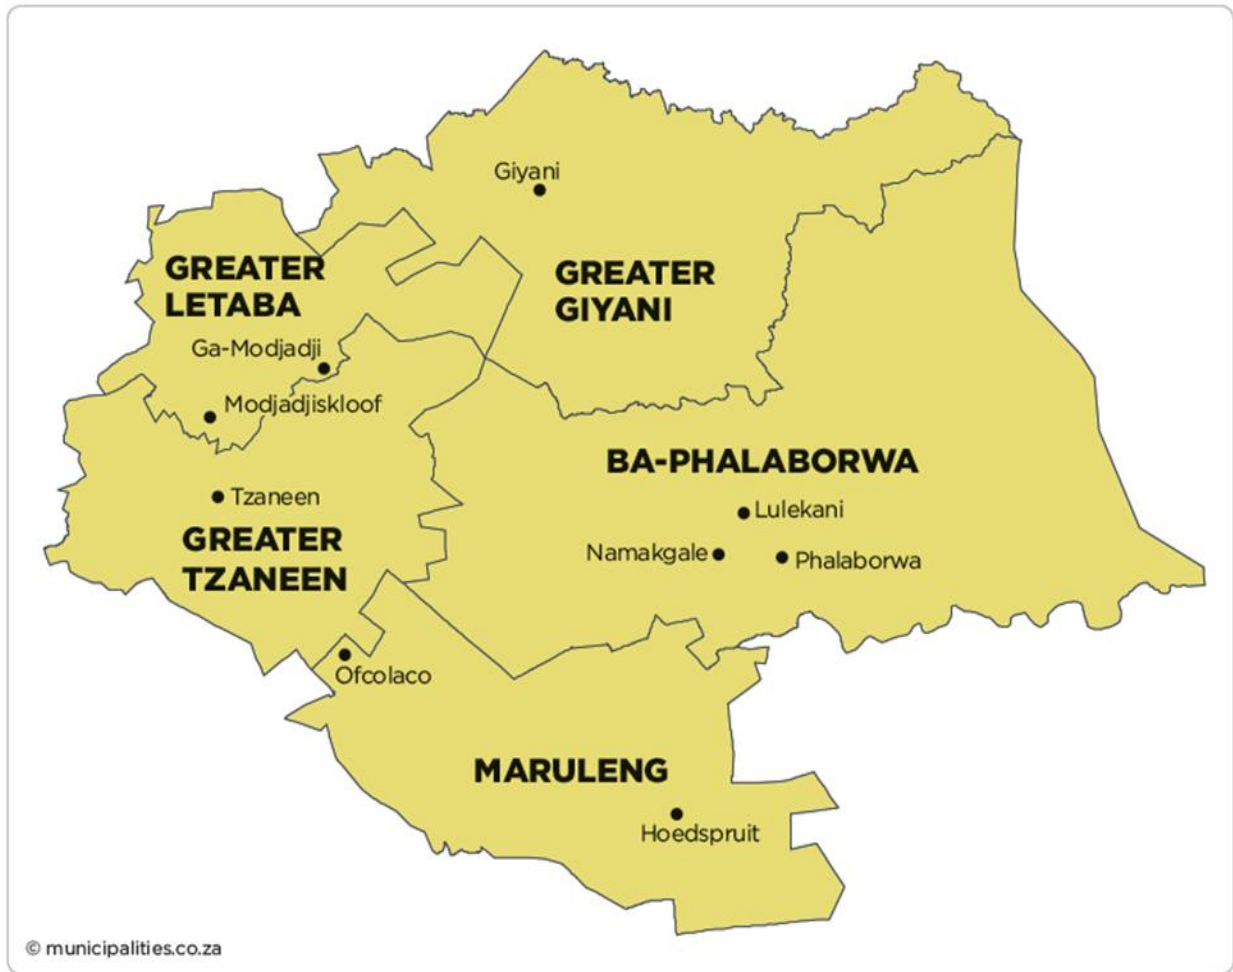 Giyani
GREATER
LETABA
GREATER
GIYANI
Ga-Modjadji
Modjadjiskloof
BA-PHALABORWA
Tzaneen
Lulekani
GREATER
TZANEEN
Namakgale
Phalaborwa
Ofcolaco
MARULENG
Hoedspruit
© municipalities.co.za